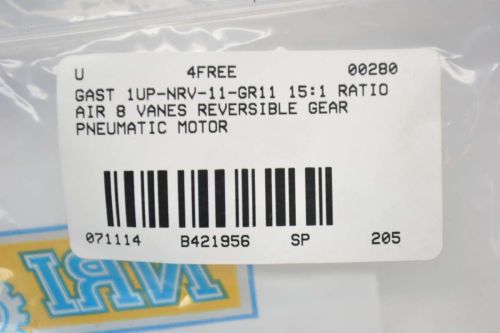 U 4FREE 00280
GAST 1UP-NRV-11-GR11 15:1 RATIO
AIR 8 VANES REVERSIBLE GEAR
PNEUMATIC MOTOR
071114 B421956 SP 205
MRI